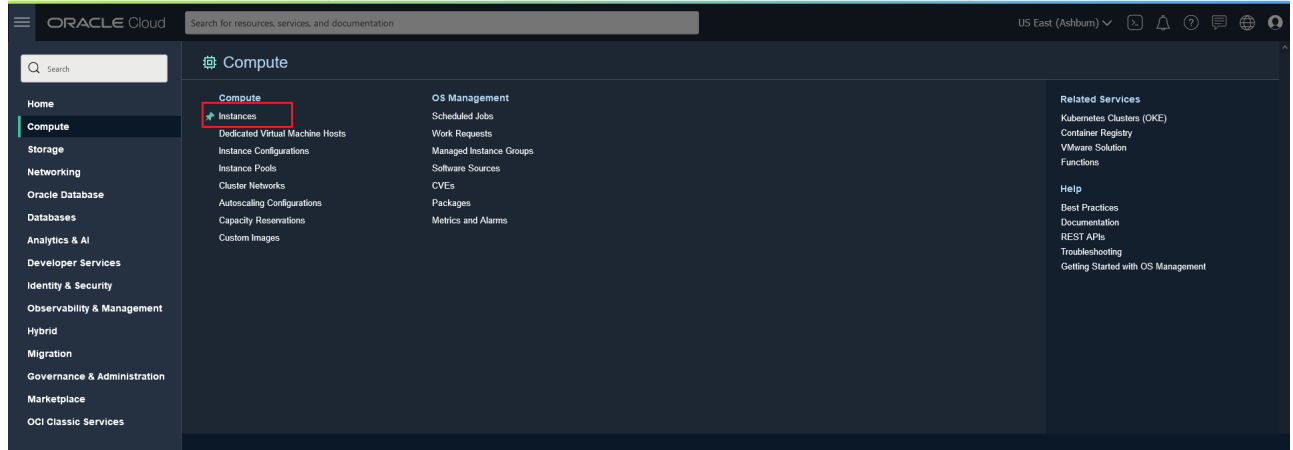 ORACLE Cloud
Search for resources, services, and documentation
US East (Ashburn)
Search
Home
Compute
Storage
Networking
Oracle Database
Databases
Analytics & AI
Developer Services
Identity & Security
Observability & Management
Hybrid
Migration
Governance & Administration
Marketplace
OCI Classic Services
Compute
Compute
Instances
Dedicated Virtual Machine Hosts
Instance Configurations
Instance Pools
Cluster Networks
Autoscaling Configurations
Capacity Reservations
Custom Images
OS Management
Scheduled Jobs
Work Requests
Managed Instance Groups
Software Sources
CVEs
Packages
Metrics and Alarms
Related Services
Kubernetes Clusters (OKE)
Container Registry
VMware Solution
Functions
Help
Best Practices
Documentation
REST APIs
Troubleshooting
Getting Started with OS Management